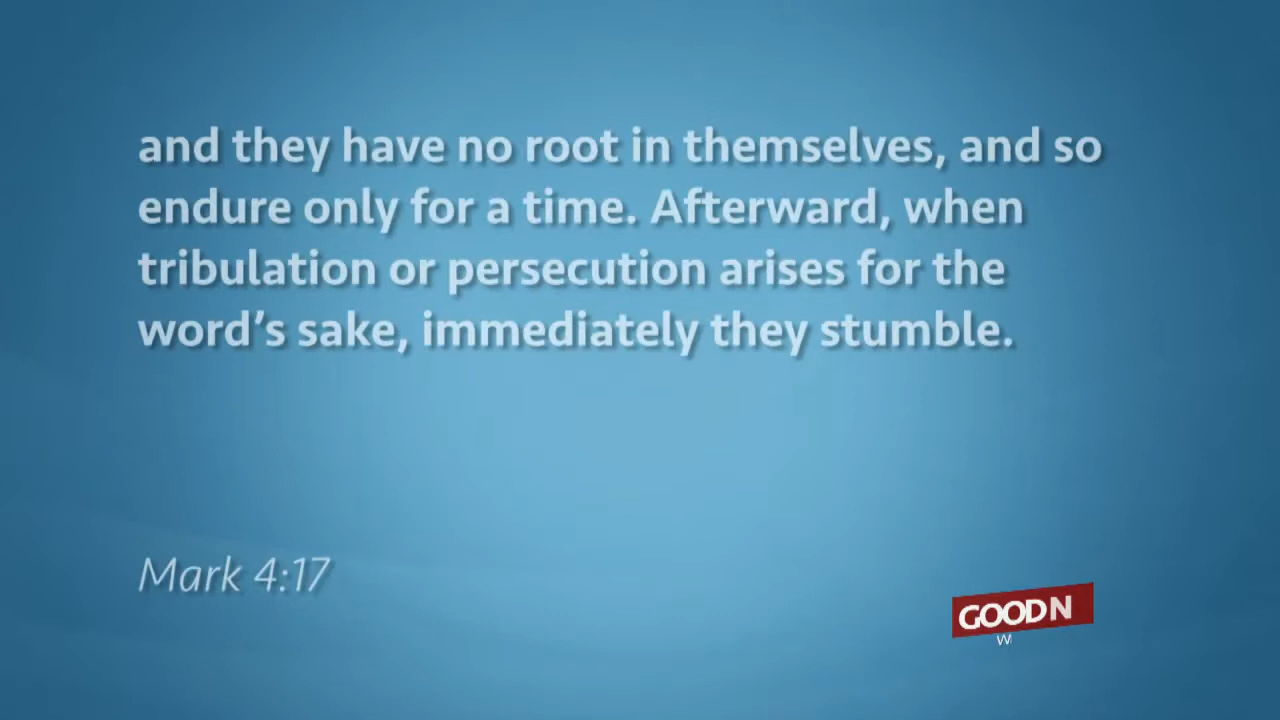 and they have no root in themselves, and so
endure only for a time. Afterward, when
tribulation or persecution arises for the
word’s sake, immediately they stumble.
Mark 4:17
GOOD N
W